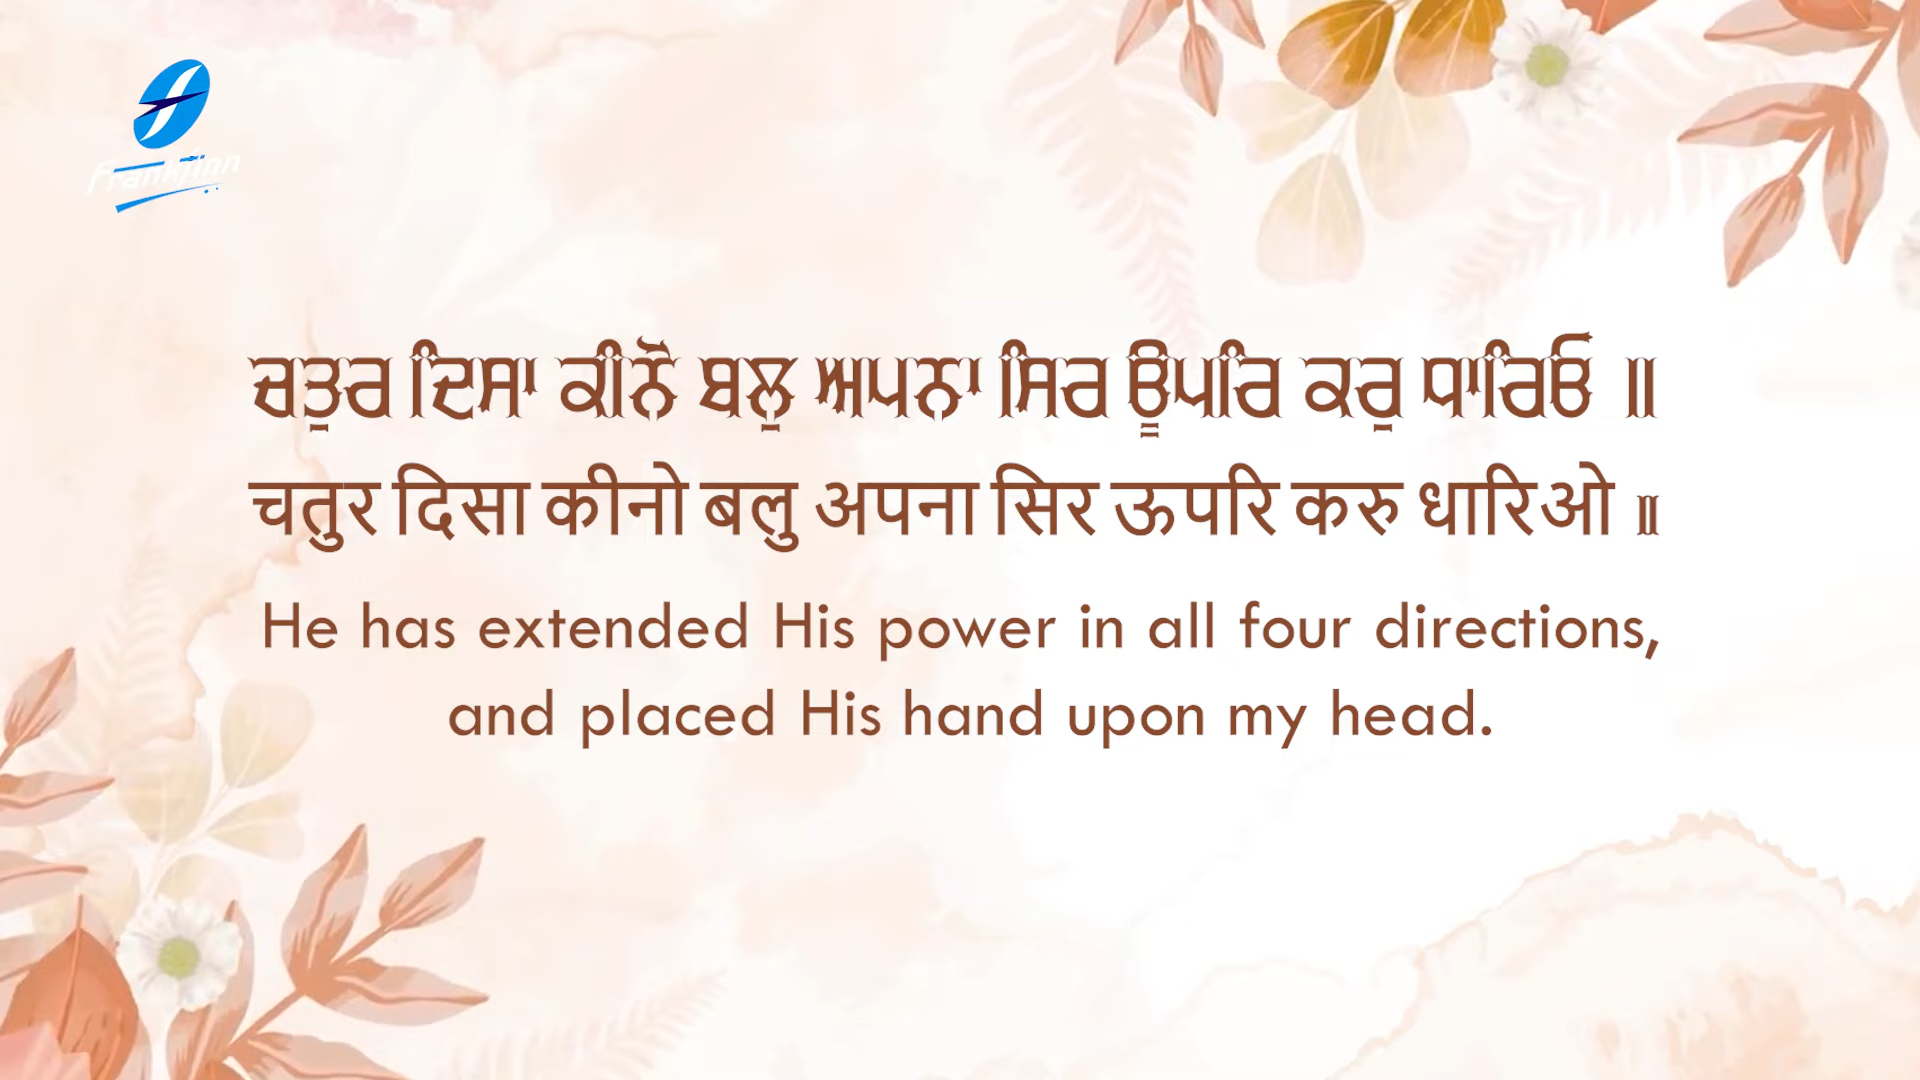 Frankfinn
ਚਤੁਰ ਦਿਸਾ ਕੀਨੋ ਬਲੁ ਅਪਨਾ ਸਿਰ ਊਪਰਿ ਕਰੁ ਧਾਰਿਓ ॥
चतुर दिसा कीनो बलु अपना सिर ऊपरि करु धारिओ ॥
He has extended His power in all four directions,
and placed His hand upon my head.